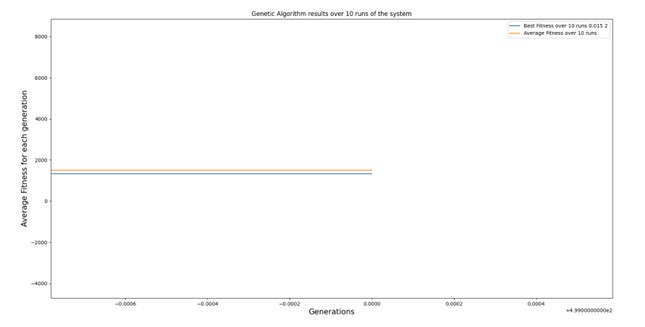 Genetic Algorithm results over 10 runs of the system
Best Fitness over 10 runs 0.015 2
Average Fitness over 10 runs
Average Fitness for each generation
8000
6000
4000
2000
0
−2000
−4000
−0.0006 −0.0004 −0.0002 0.0000 0.0002 0.0004
+4.9900000000e2
Generations